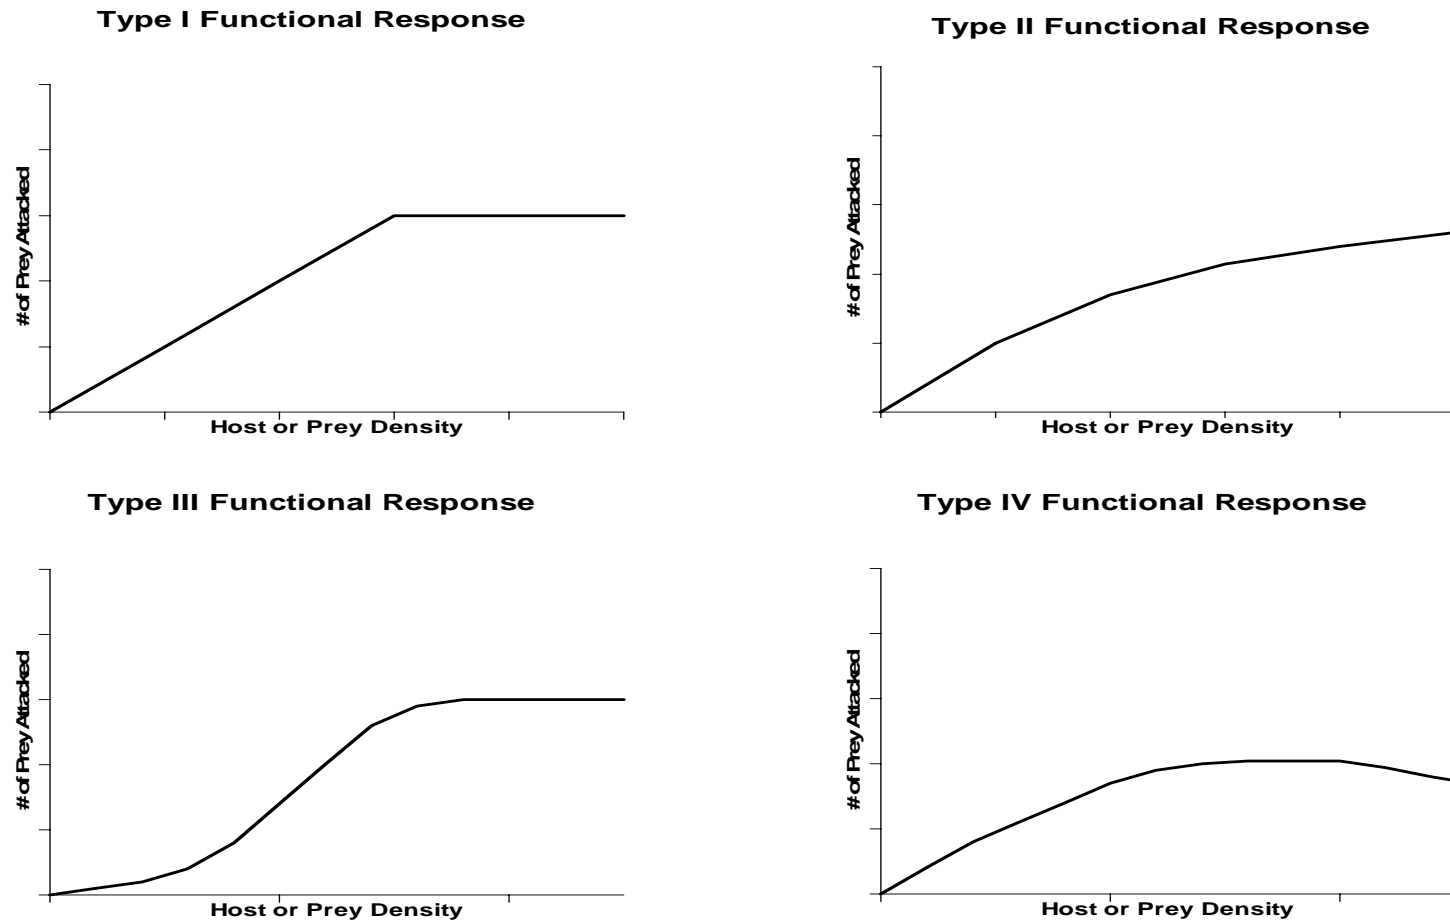 Type I Functional Response
# of Prey Attacked
Host or Prey Density
Type II Functional Response
# of Prey Attacked
Host or Prey Density
Type III Functional Response
# of Prey Attacked
Host or Prey Density
Type IV Functional Response
# of Prey Attacked
Host or Prey Density